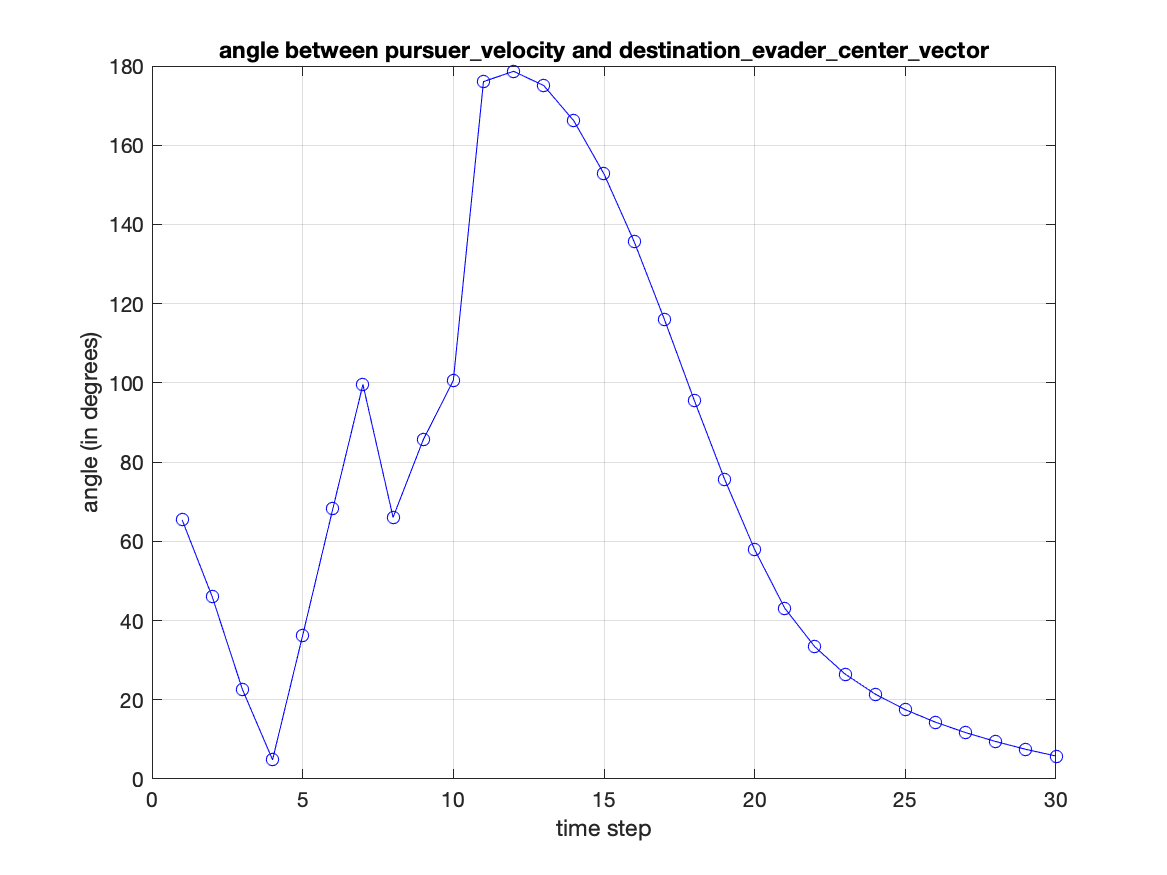 angle between pursuer_velocity and destination_evader_center_vector
180
160
140
120
100
80
60
40
20
0
angle (in degrees)
0 5 10 15 20 25 30
time step